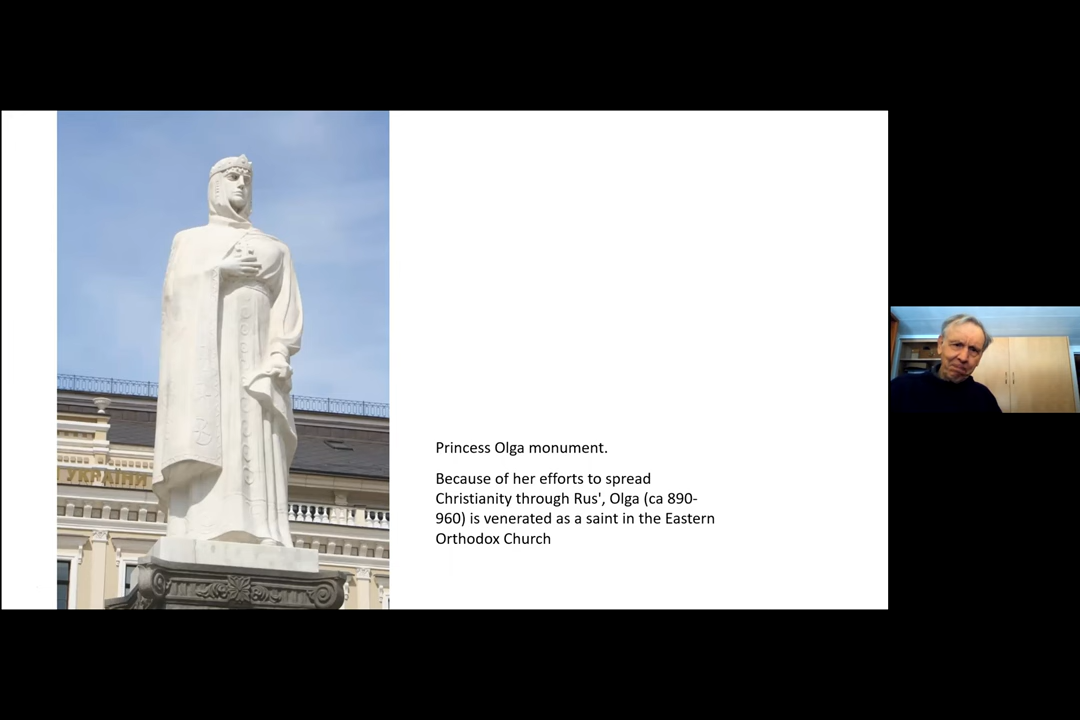 УКРАЇНИ
Princess Olga monument.
Because of her efforts to spread
Christianity through Rus', Olga (ca 890-
960) is venerated as a saint in the Eastern
Orthodox Church